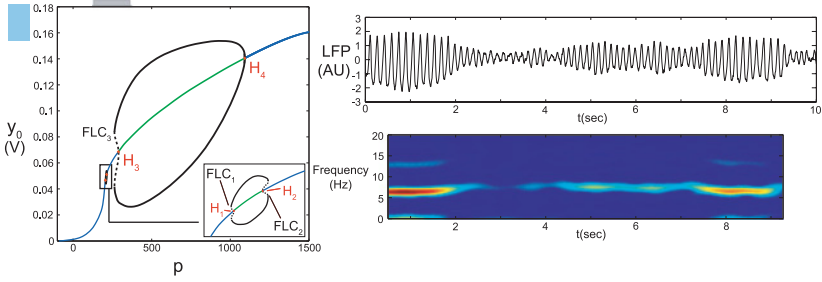 0.18
0.16
0.14
0.12
0.1
0.08
0.06
0.04
0.02
0
y₀
(V)
0
500
1000
1500
p
H₄
FLC₃
H₃
FLC₁
H₂
H₁
FLC₂
LFP
(AU)
3
2
1
0
-1
-2
-3
0
2
4
6
8
10
t(sec)
Frequency
(Hz)
20
15
10
5
0
2
4
6
8
t(sec)